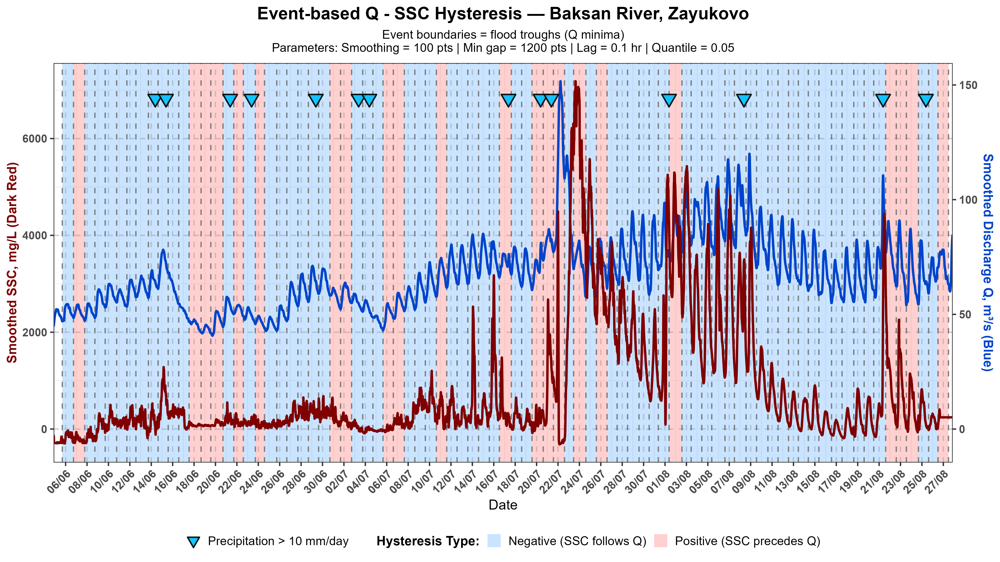 Event-based Q - SSC Hysteresis — Baksan River, Zayukovo
Event boundaries = flood troughs (Q minima)
Parameters: Smoothing = 100 pts | Min gap = 1200 pts | Lag = 0.1 hr | Quantile = 0.05
Smoothed SSC, mg/L (Dark Red)
6000
4000
2000
0
150
100
50
0
Smoothed Discharge Q, m³/s (Blue)
06/06 08/06 10/06 12/06 14/06 16/06 18/06 20/06 22/06 24/06 26/06 28/06 30/06 02/07 04/07 06/07 08/07 10/07 12/07 14/07 16/07 18/07 20/07 22/07 24/07 26/07 28/07 30/07 01/08 03/08 05/08 07/08 09/08 11/08 13/08 15/08 17/08 19/08 21/08 23/08 25/08 27/08
Date
Precipitation > 10 mm/day Hysteresis Type: Negative (SSC follows Q) Positive (SSC precedes Q)